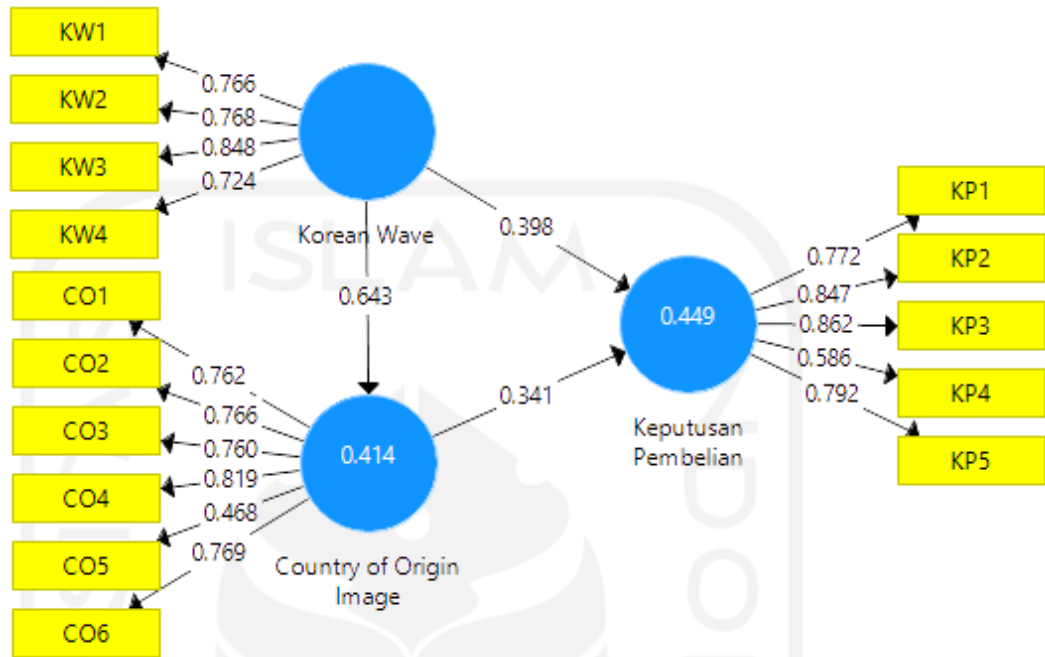 KW1
KW2
KW3
KW4
0.766
0.768
0.848
0.724
Korean Wave
0.398
0.643
CO1
CO2
CO3
CO4
CO5
CO6
0.762
0.766
0.760
0.819
0.468
0.769
0.414
Country of Origin
Image
0.341
0.449
Keputusan
Pembelian
0.772
0.847
0.862
0.586
0.792
KP1
KP2
KP3
KP4
KP5
ISLAM